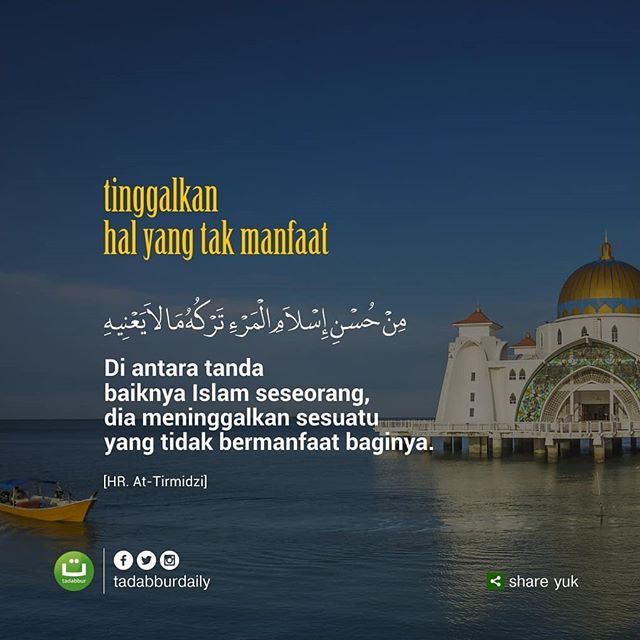 tinggalkan
hal yang tak manfaat
مِنْ حُسْنِ إِسْلَامِ الْمَرْءِ تَرْكُهُ مَا لاَ يَعْنِيهِ
Di antara tanda
baiknya Islam seseorang,
dia meninggalkan sesuatu
yang tidak bermanfaat baginya.
[HR. At-Tirmidzi]
ت
tadabbur
tadabburdaily
share yuk